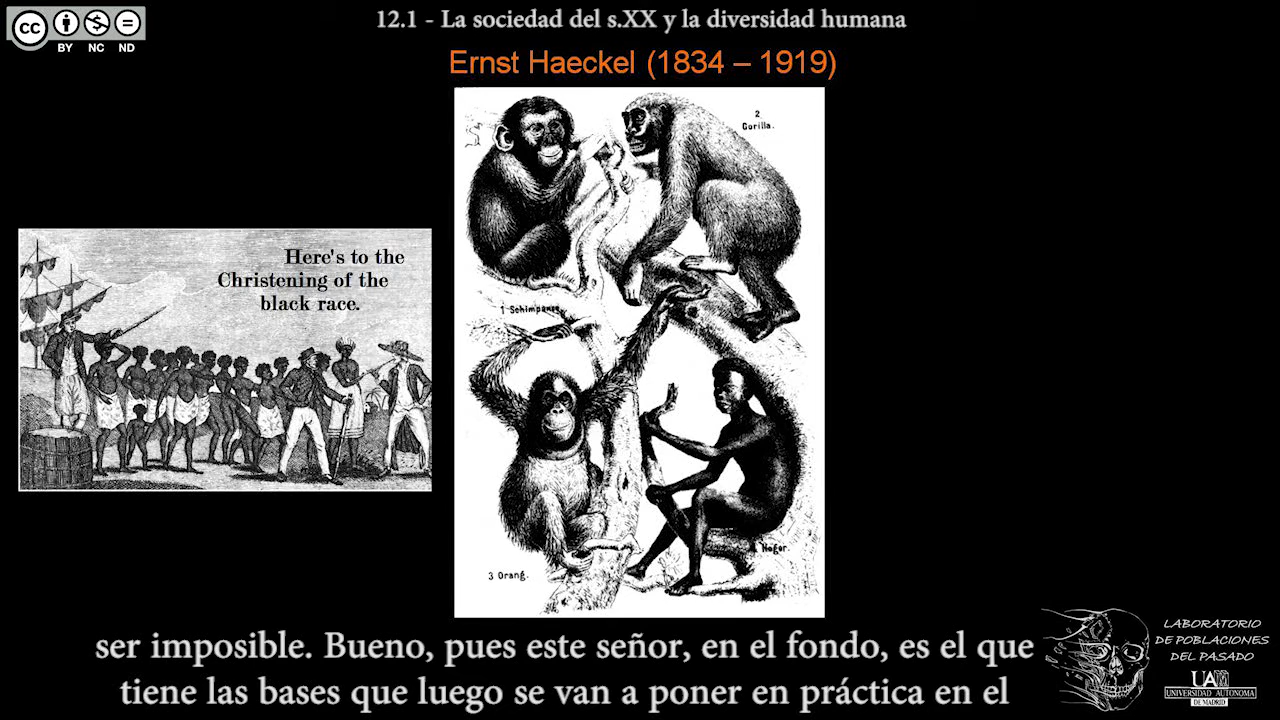 cc
BY NC ND
12.1 - La sociedad del s.XX y la diversidad humana
Ernst Haeckel (1834 – 1919)
2
Gorilla.
Here's to the
Christening of the
black race.
1 Schimpanse
3 Orang.
Neger.
ser imposible. Bueno, pues este señor, en el fondo, es el que
tiene las bases que luego se van a poner en práctica en el
LABORATORIO
DE POBLACIONES
DEL PASADO
UAM
UNIVERSIDAD AUTONOMA
DE MADRID